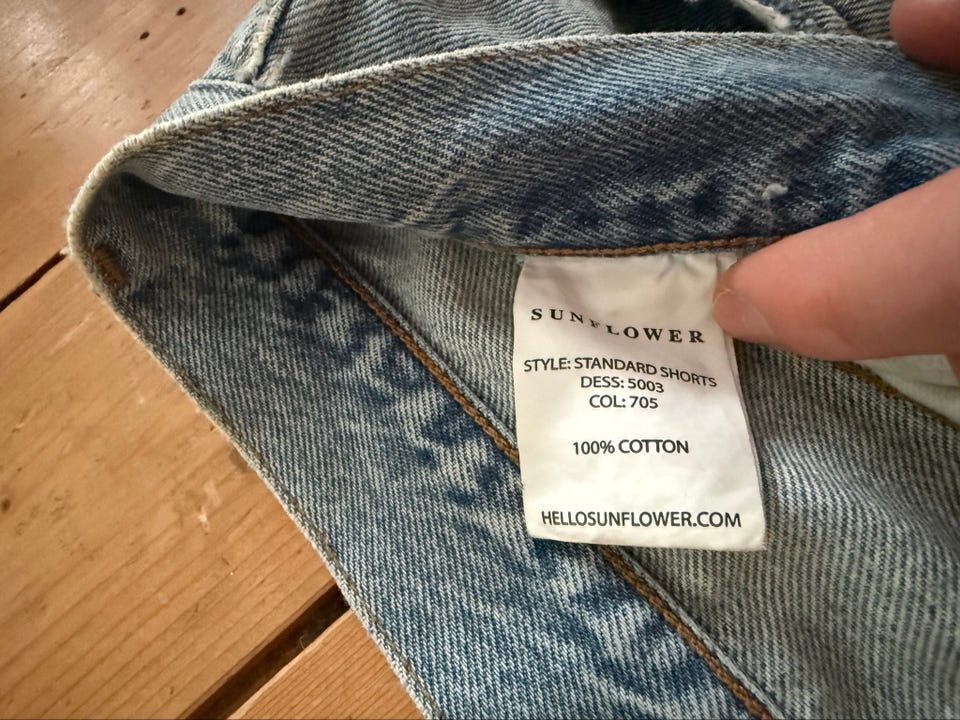 SUNFLOWER
STYLE: STANDARD SHORTS
DESS: 5003
COL: 705
100% COTTON
HELLOSUNFLOWER.COM